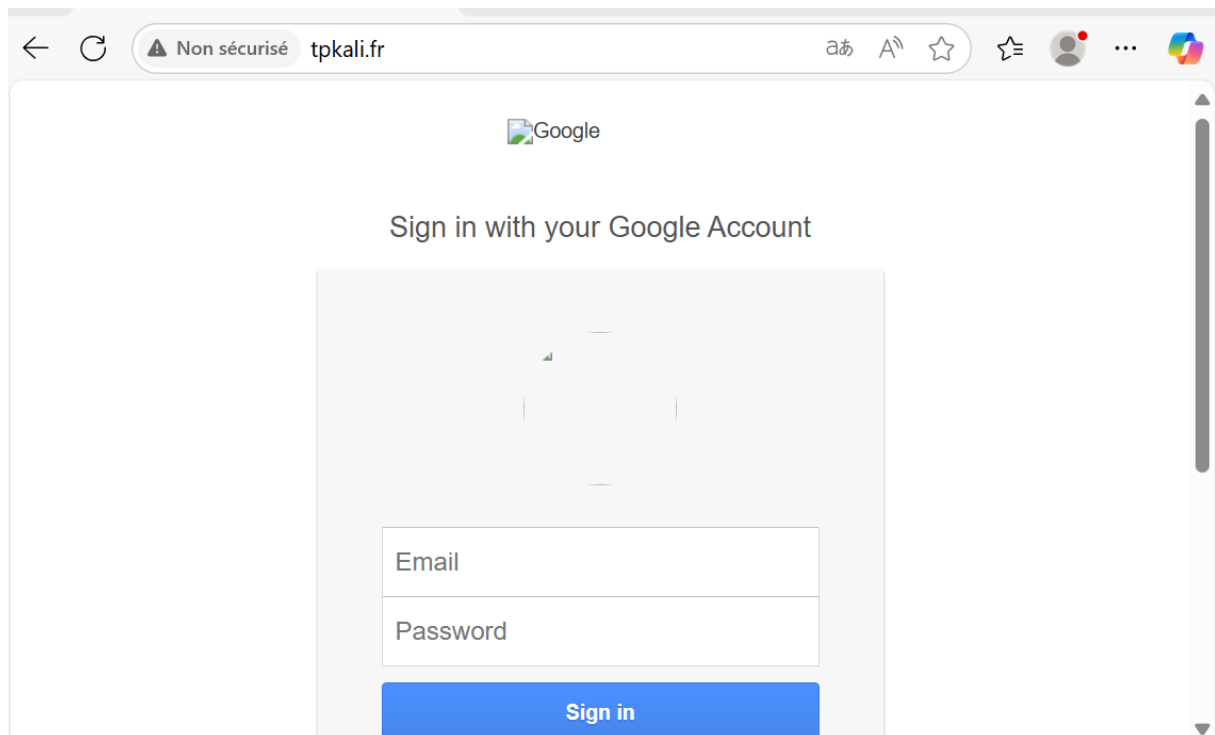 Non sécurisé tpkali.fr
Google
Sign in with your Google Account
Email
Password
Sign in